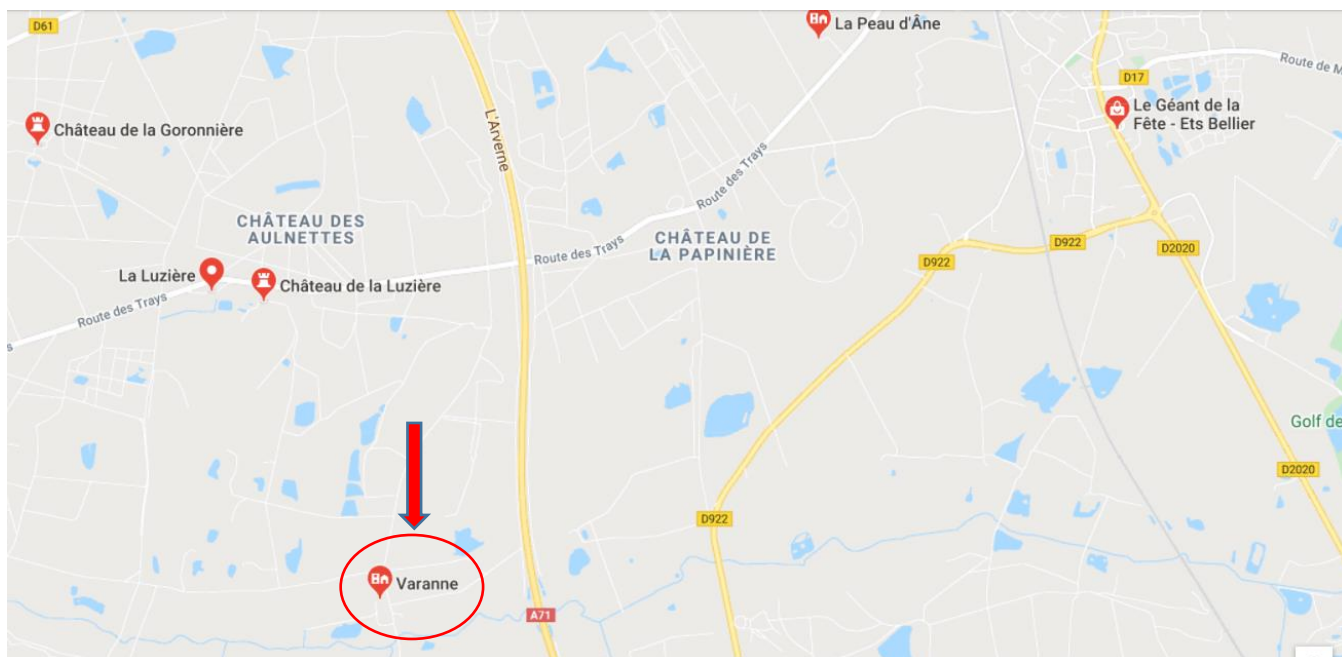 D61
La Peau d'Âne
D17
Route de M
Le Géant de la
Fête - Ets Bellier
Château de la Goronnière
L'Arverne
Route des Trays
CHÂTEAU DES
AULNETTES
CHÂTEAU DE
LA PAPINIÈRE
Route des Trays
D922
D922
D2020
La Luzière
Château de la Luzière
Route des Trays
s
Golf de
D2020
D922
Varanne
A71